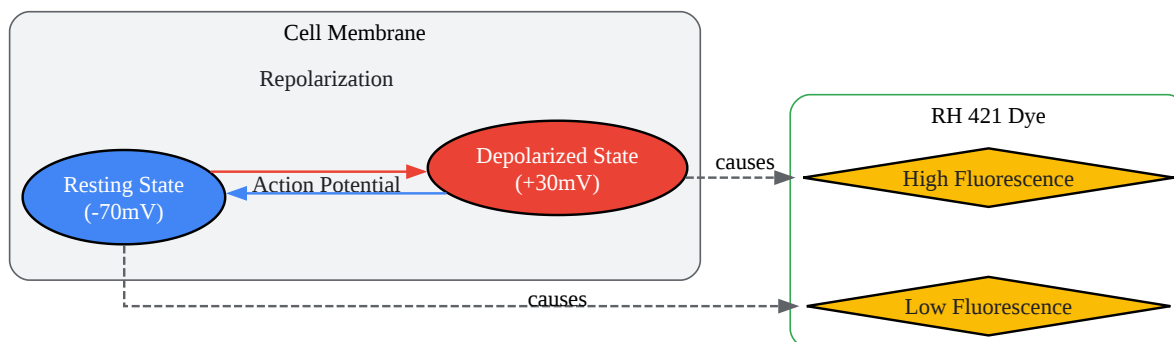 Cell Membrane
Repolarization
RH 421 Dye
Depolarized State
(+30mV)
causes
High Fluorescence
Resting State
(-70mV)
Action Potential
causes
Low Fluorescence